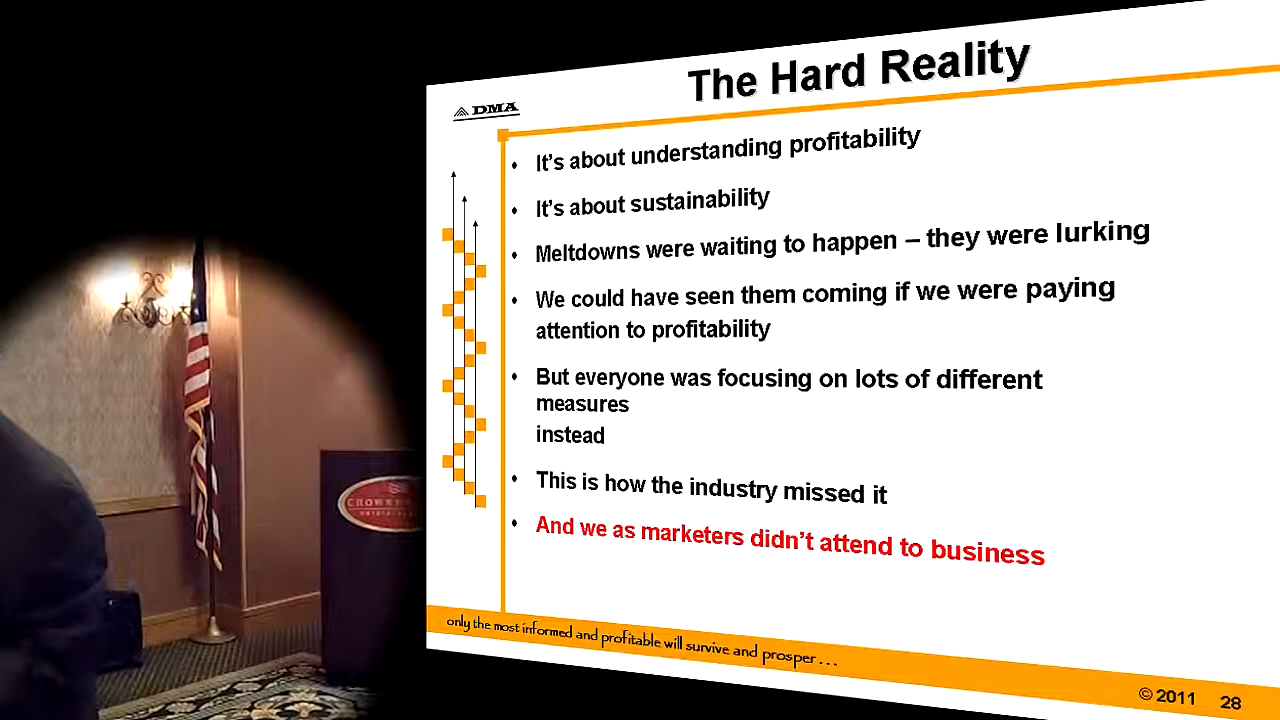 The Hard Reality
DMA
• It's about understanding profitability
• It's about sustainability
• Meltdowns were waiting to happen – they were lurking
• We could have seen them coming if we were paying
attention to profitability
• But everyone was focusing on lots of different
measures
instead
• This is how the industry missed it
• And we as marketers didn't attend to business
only the most informed and profitable will survive and prosper . . .
© 2011 28